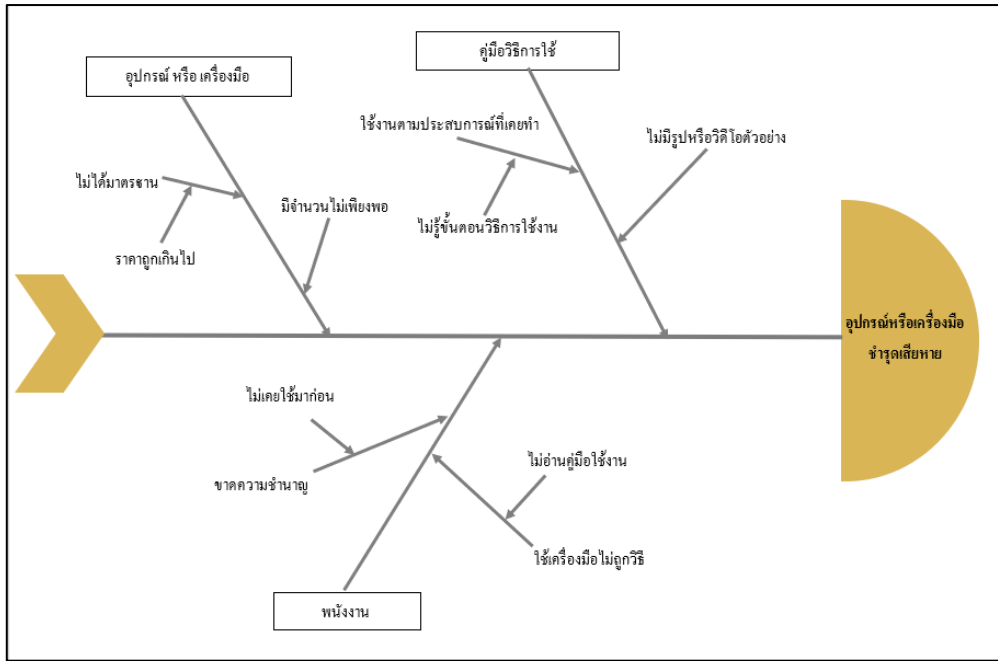 คู่มือวิธีการใช้
อุปกรณ์ หรือ เครื่องมือ
ใช้งานตามประสบการณ์ที่เคยทำ
ไม่มีรูปหรือวิดีโอตัวอย่าง
ไม่ได้มาตรฐาน
มีจำนวนไม่เพียงพอ
ไม่รู้ขั้นตอนวิธีการใช้งาน
ราคาถูกเกินไป
อุปกรณ์หรือเครื่องมือ
ชำรุดเสียหาย
ไม่เคยใช้มาก่อน
ไม่อ่านคู่มือใช้งาน
ขาดความชำนาญ
ใช้เครื่องมือไม่ถูกวิธี
พนังงาน